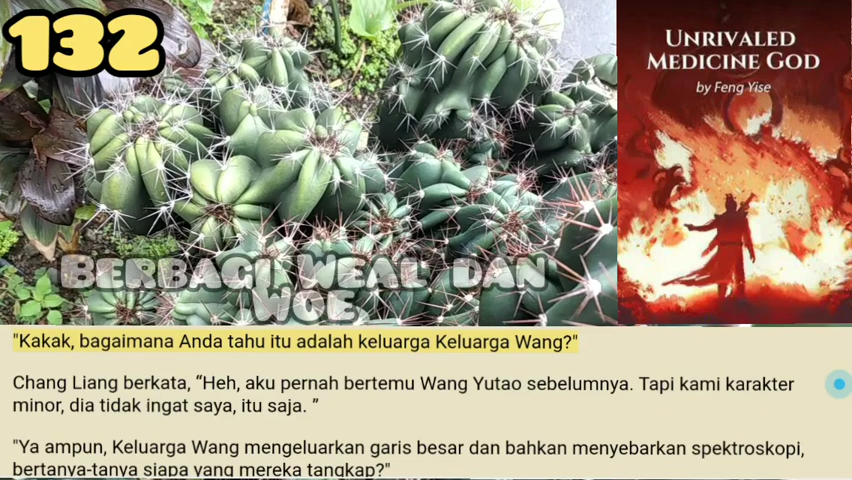 132
UNRIVALED
MEDICINE GOD
by Feng Yise
BERBAGI WEAL DAN
WOE
"Kakak, bagaimana Anda tahu itu adalah keluarga Keluarga Wang?"
Chang Liang berkata, “Heh, aku pernah bertemu Wang Yutao sebelumnya. Tapi kami karakter
minor, dia tidak ingat saya, itu saja. ”
"Ya ampun, Keluarga Wang mengeluarkan garis besar dan bahkan menyebarkan spektroskopi,
bertanya-tanya siapa yang mereka tangkap?"